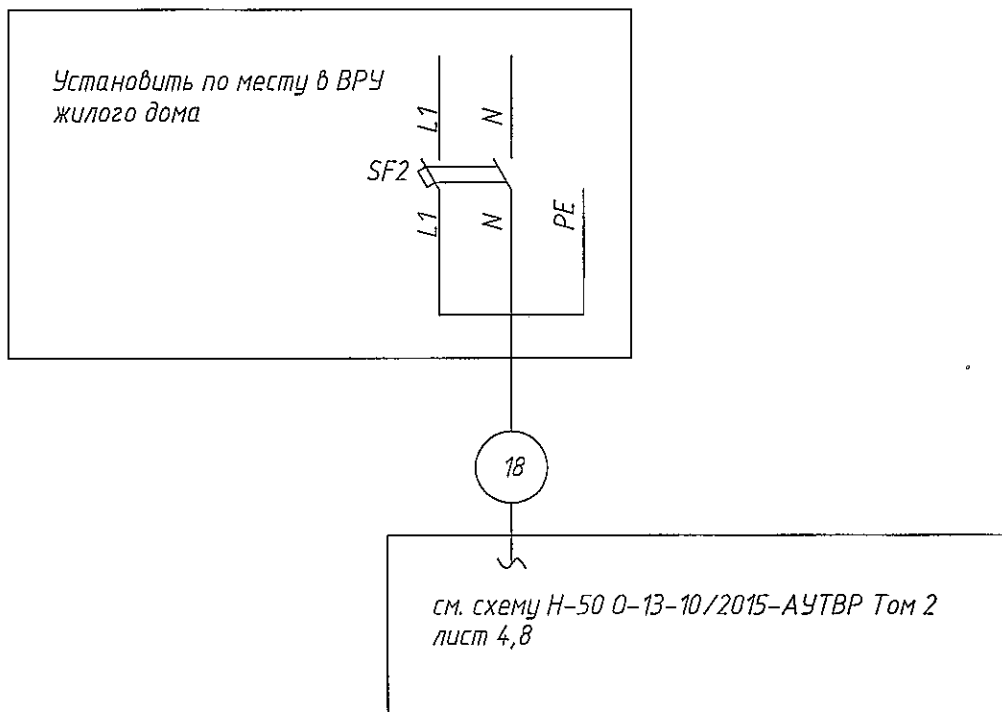 Установить по месту в ВРУ
жилого дома
L1
N
SF2
L1
N
PE
18
см. схему Н-50 0-13-10/2015-АУТВР Том 2
лист 4,8